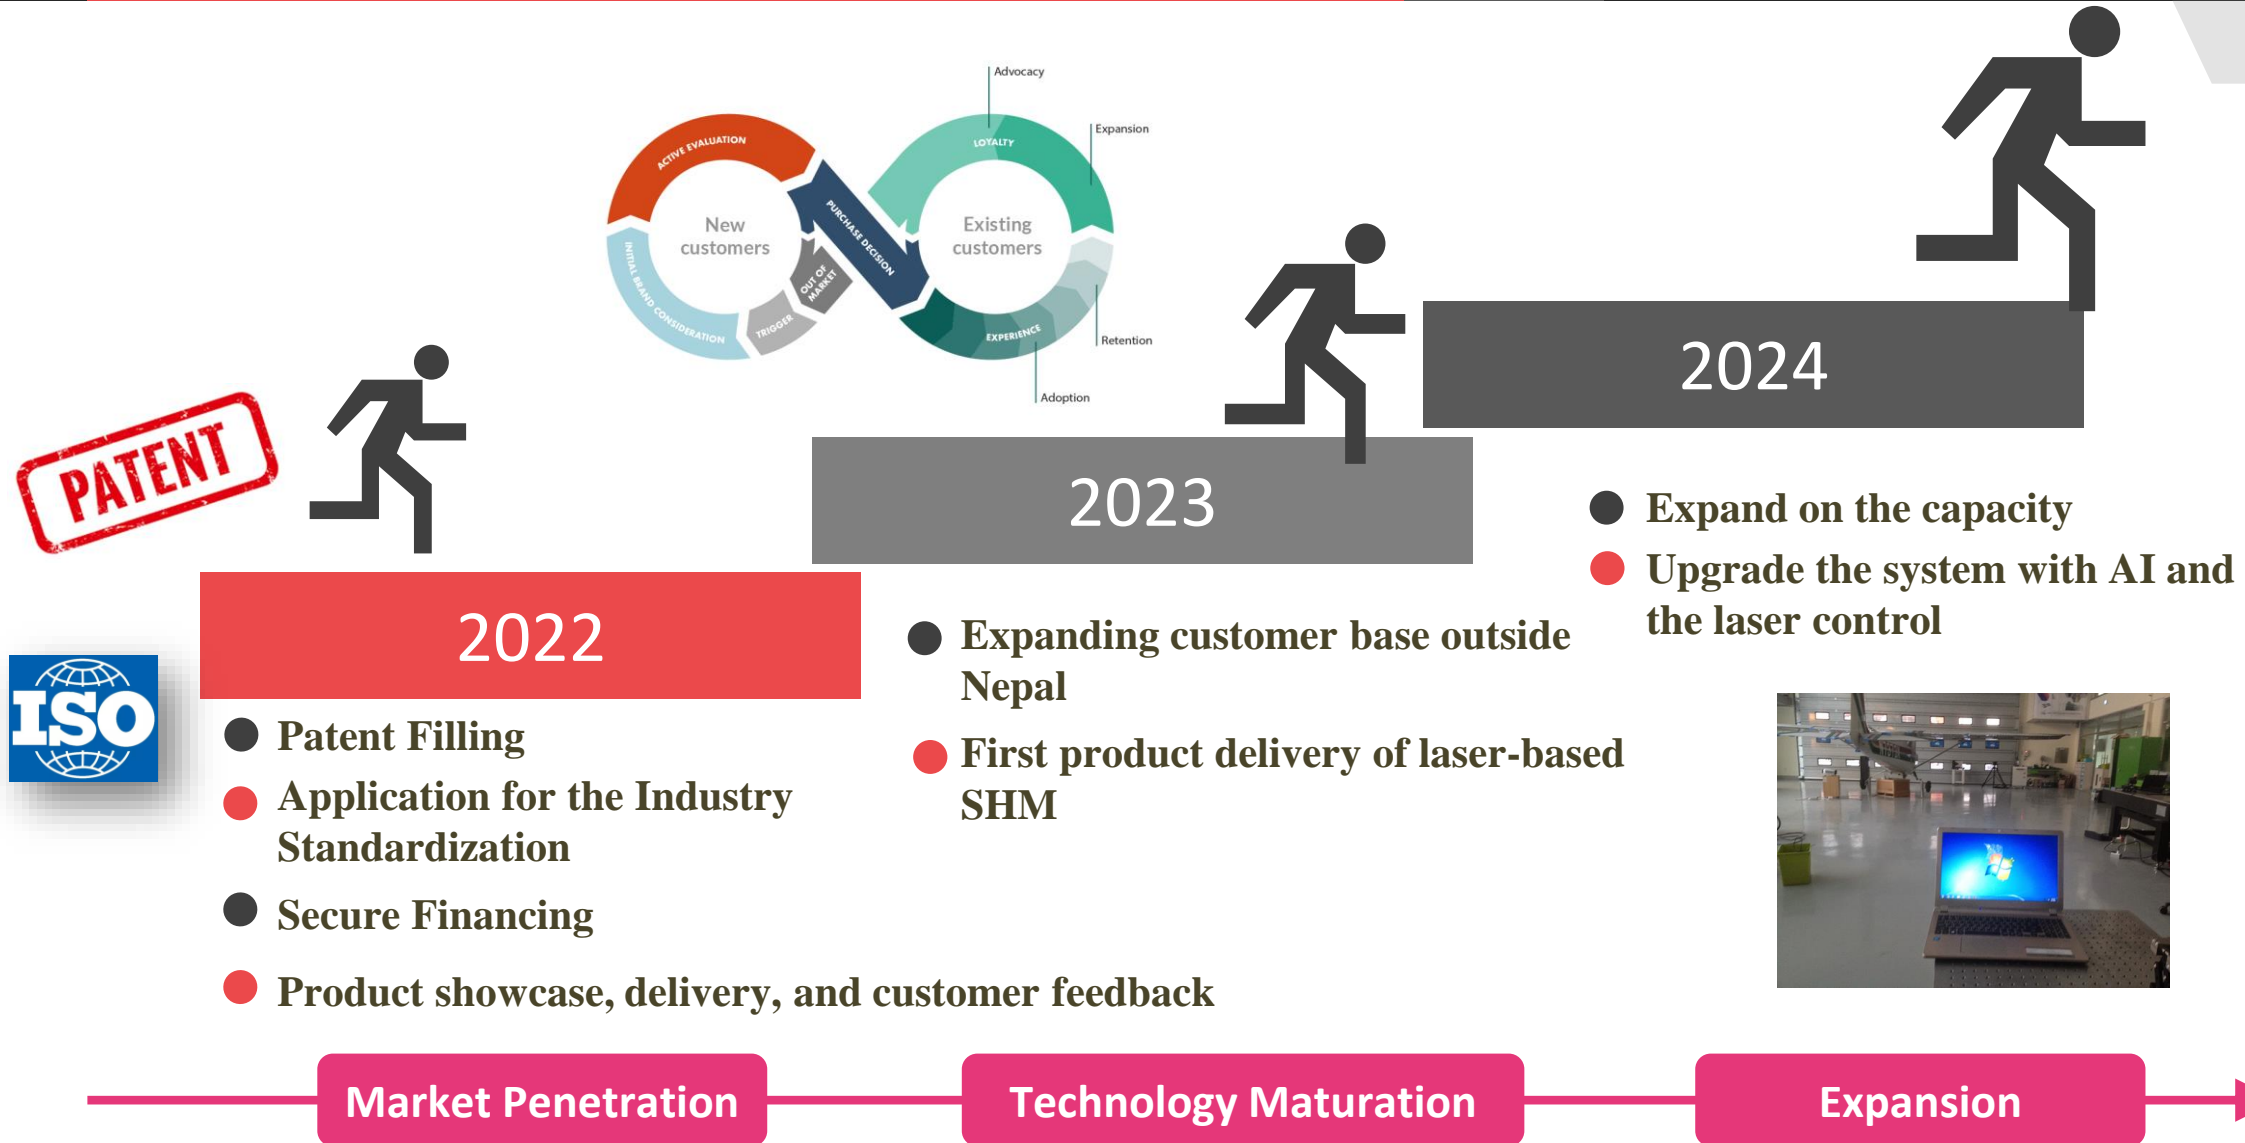 Advocacy
Expansion
LOYALTY
ACTIVE EVALUATION
PURCHASE DECISION
New
customers
Existing
customers
INITIAL BRAND CONSIDERATION
OUT OF
MARKET
TRIGGER
EXPERIENCE
Retention
Adoption
PATENT
ISO
2022
Patent Filling
Application for the Industry
Standardization
Secure Financing
Product showcase, delivery, and customer feedback
2023
Expanding customer base outside
Nepal
First product delivery of laser-based
SHM
2024
Expand on the capacity
Upgrade the system with AI and
the laser control
Market Penetration
Technology Maturation
Expansion